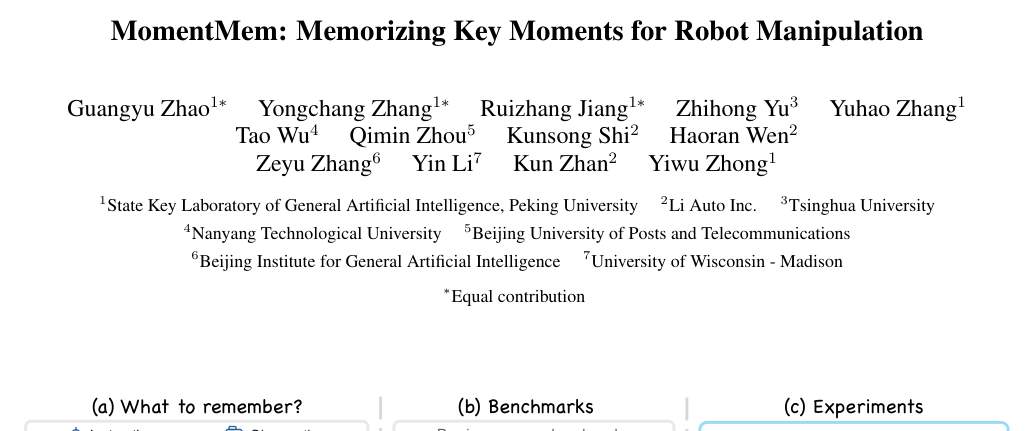 MomentMem: Memorizing Key Moments for Robot Manipulation
Guangyu Zhao¹* Yongchang Zhang¹* Ruizhang Jiang¹* Zhihong Yu³ Yuhao Zhang¹
Tao Wu⁴ Qimin Zhou⁵ Kunsong Shi² Haoran Wen²
Zeyu Zhang⁶ Yin Li⁷ Kun Zhan² Yiwu Zhong¹
¹State Key Laboratory of General Artificial Intelligence, Peking University ²Li Auto Inc. ³Tsinghua University
⁴Nanyang Technological University ⁵Beijing University of Posts and Telecommunications
⁶Beijing Institute for General Artificial Intelligence ⁷University of Wisconsin - Madison
*Equal contribution
(a) What to remember? (b) Benchmarks (c) Experiments